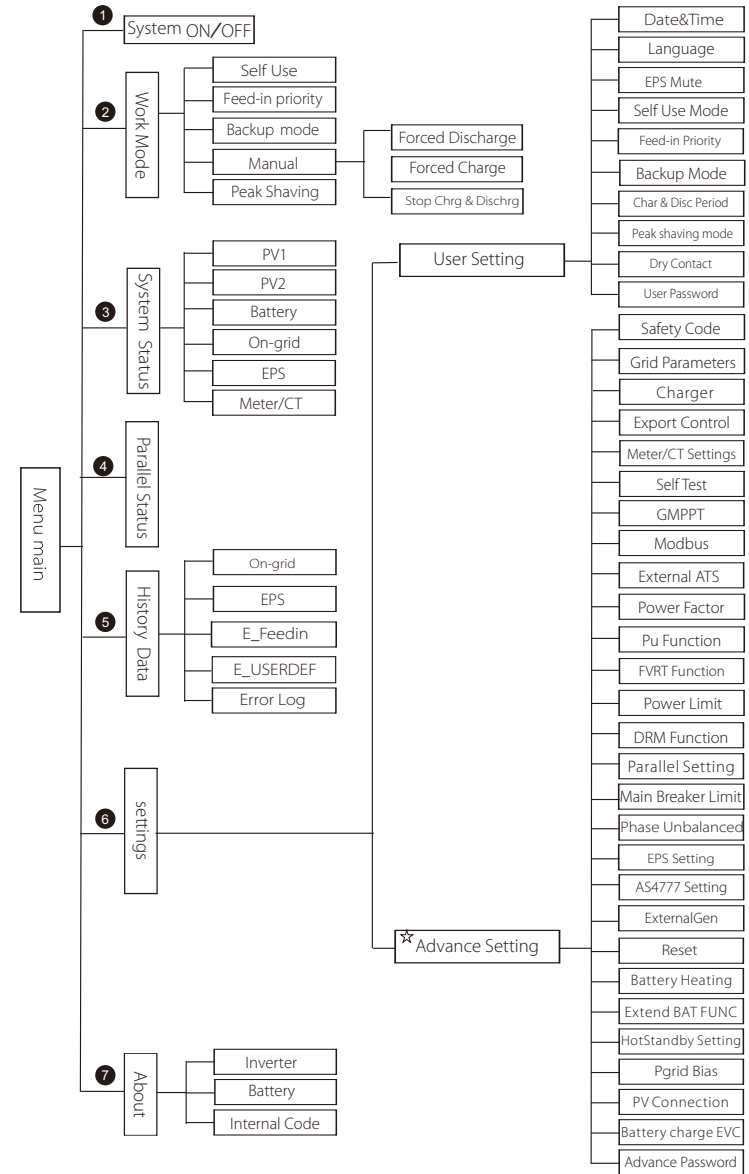 Menu main
1
System ON/OFF
2
Work Mode
Self Use
Feed-in priority
Backup mode
Manual
Peak Shaving
Forced Discharge
Forced Charge
Stop Chrg & Dischrg
3
System Status
PV1
PV2
Battery
On-grid
EPS
Meter/CT
4
Parallel Status
5
History Data
On-grid
EPS
E_Feedin
E_USERDEF
Error Log
6
settings
User Setting
Date&Time
Language
EPS Mute
Self Use Mode
Feed-in Priority
Backup Mode
Char & Disc Period
Peak shaving mode
Dry Contact
User Password
☆Advance Setting
Safety Code
Grid Parameters
Charger
Export Control
Meter/CT Settings
Self Test
GMPPT
Modbus
External ATS
Power Factor
Pu Function
FVRT Function
Power Limit
DRM Function
Parallel Setting
Main Breaker Limit
Phase Unbalanced
EPS Setting
AS4777 Setting
ExternalGen
Reset
Battery Heating
Extend BAT FUNC
HotStandby Setting
Pgrid Bias
PV Connection
Battery charge EVC
Advance Password
7
About
Inverter
Battery
Internal Code